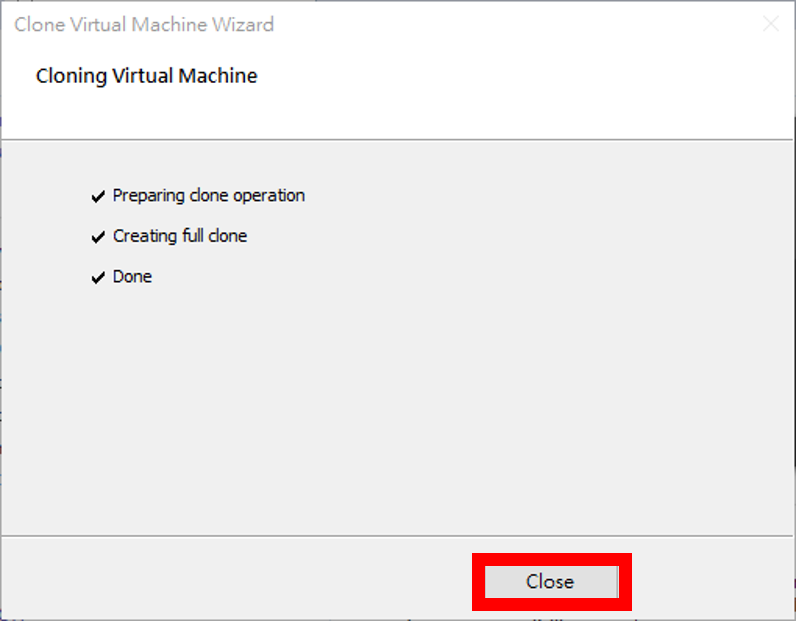 Clone Virtual Machine Wizard
Cloning Virtual Machine
Preparing clone operation
Creating full clone
Done
Close